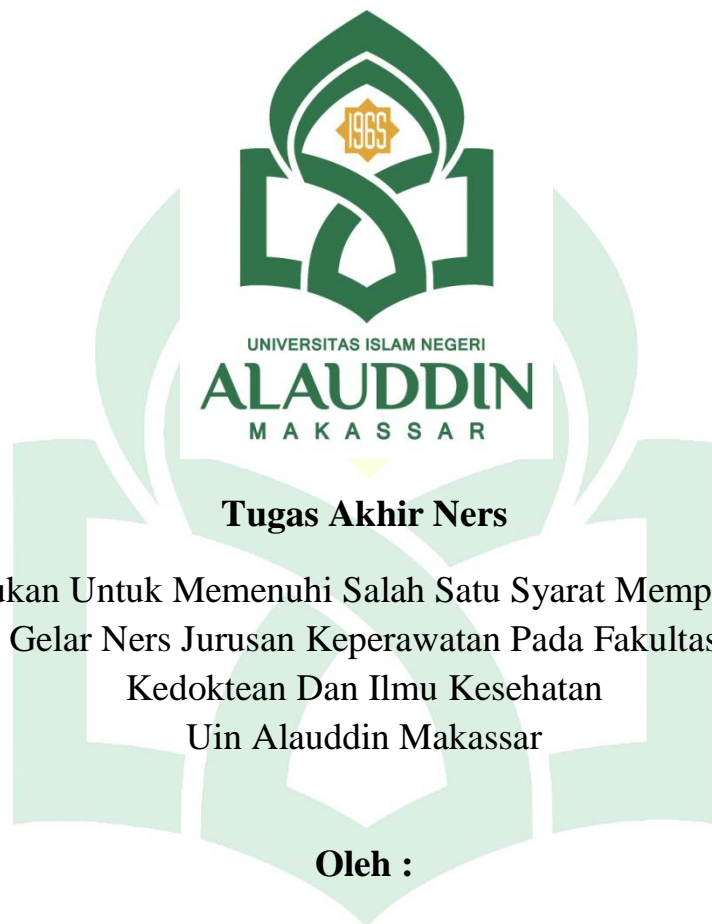 1965
UNIVERSITAS ISLAM NEGERI
ALAUDDIN
MAKASSAR
Tugas Akhir Ners
Untuk Memenuhi Salah Satu Syarat
Gelar Ners Jurusan Keperawatan Pada Fakultas
Kedoktean Dan Ilmu Kesehatan
Uin Alauddin Makassar
Oleh :